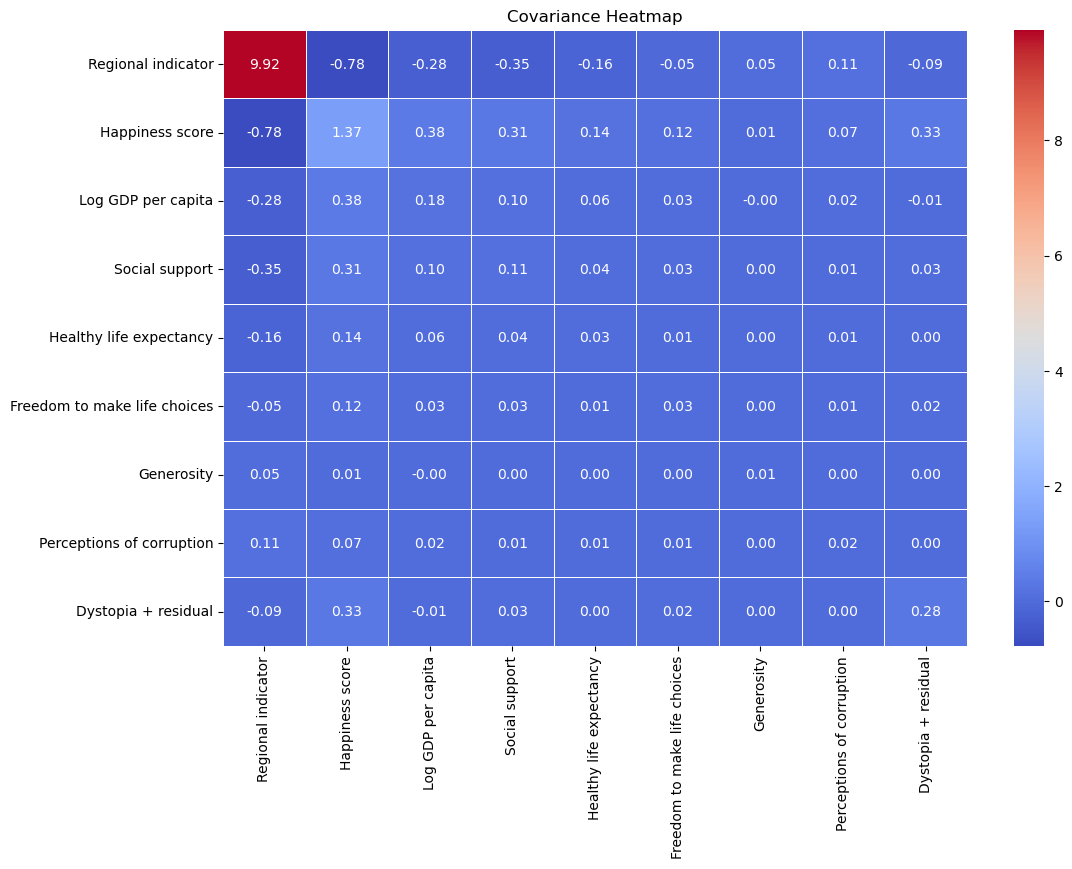 Covariance Heatmap
Regional indicator 9.92 -0.78 -0.28 -0.35 -0.16 -0.05 0.05 0.11 -0.09
Happiness score -0.78 1.37 0.38 0.31 0.14 0.12 0.01 0.07 0.33
Log GDP per capita -0.28 0.38 0.18 0.10 0.06 0.03 -0.00 0.02 -0.01
Social support -0.35 0.31 0.10 0.11 0.04 0.03 0.00 0.01 0.03
Healthy life expectancy -0.16 0.14 0.06 0.04 0.03 0.01 0.00 0.01 0.00
Freedom to make life choices -0.05 0.12 0.03 0.03 0.01 0.03 0.00 0.01 0.02
Generosity 0.05 0.01 -0.00 0.00 0.00 0.00 0.01 0.00 0.00
Perceptions of corruption 0.11 0.07 0.02 0.01 0.01 0.01 0.00 0.02 0.00
Dystopia + residual -0.09 0.33 -0.01 0.03 0.00 0.02 0.00 0.00 0.28
Regional indicator
Happiness score
Log GDP per capita
Social support
Healthy life expectancy
Freedom to make life choices
Generosity
Perceptions of corruption
Dystopia + residual
8
6
4
2
0